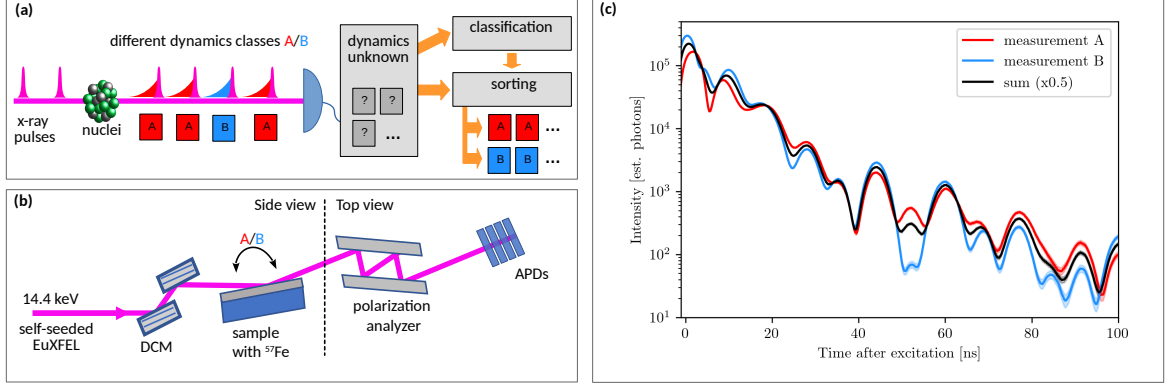 (a)
different dynamics classes A/B
x-ray
pulses
nuclei
A
A
B
A
dynamics
unknown
? ?
? ...
classification
sorting
A A ...
B B ...
(b)
Side view
Top view
A/B
14.4 keV
self-seeded
EuXFEL
DCM
sample
with ⁵⁷Fe
polarization
analyzer
APDs
(c)
measurement A
measurement B
sum (x0.5)
Intensity [est. photons]
10⁵
10⁴
10³
10²
10¹
0 20 40 60 80 100
Time after excitation [ns]